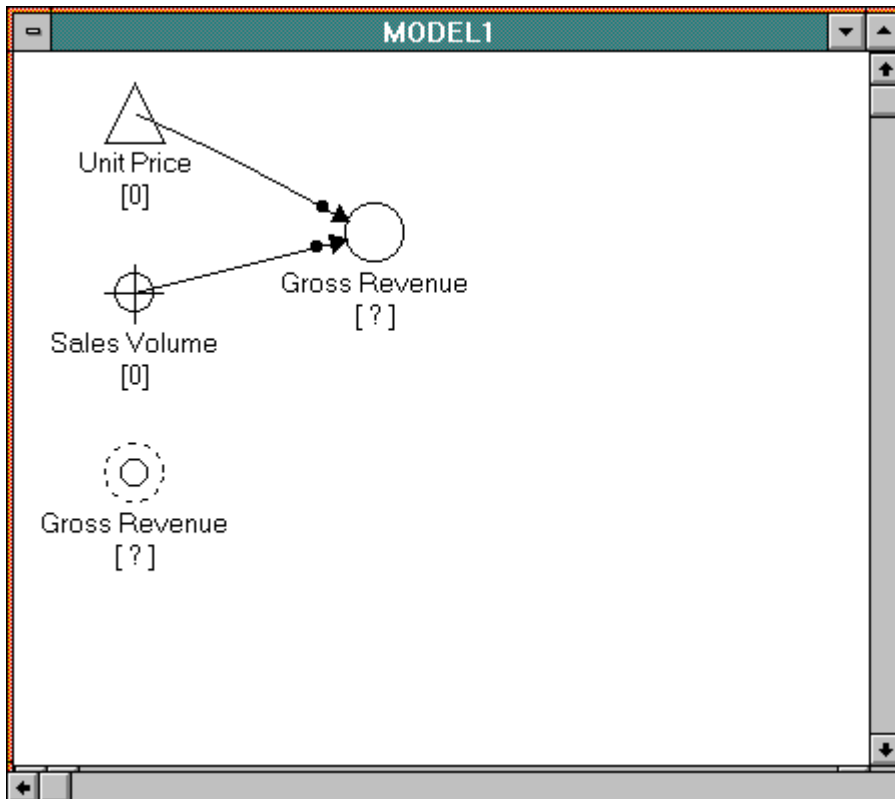 MODEL1
Unit Price
[0]
Gross Revenue
[ ? ]
Sales Volume
[0]
Gross Revenue
[ ? ]